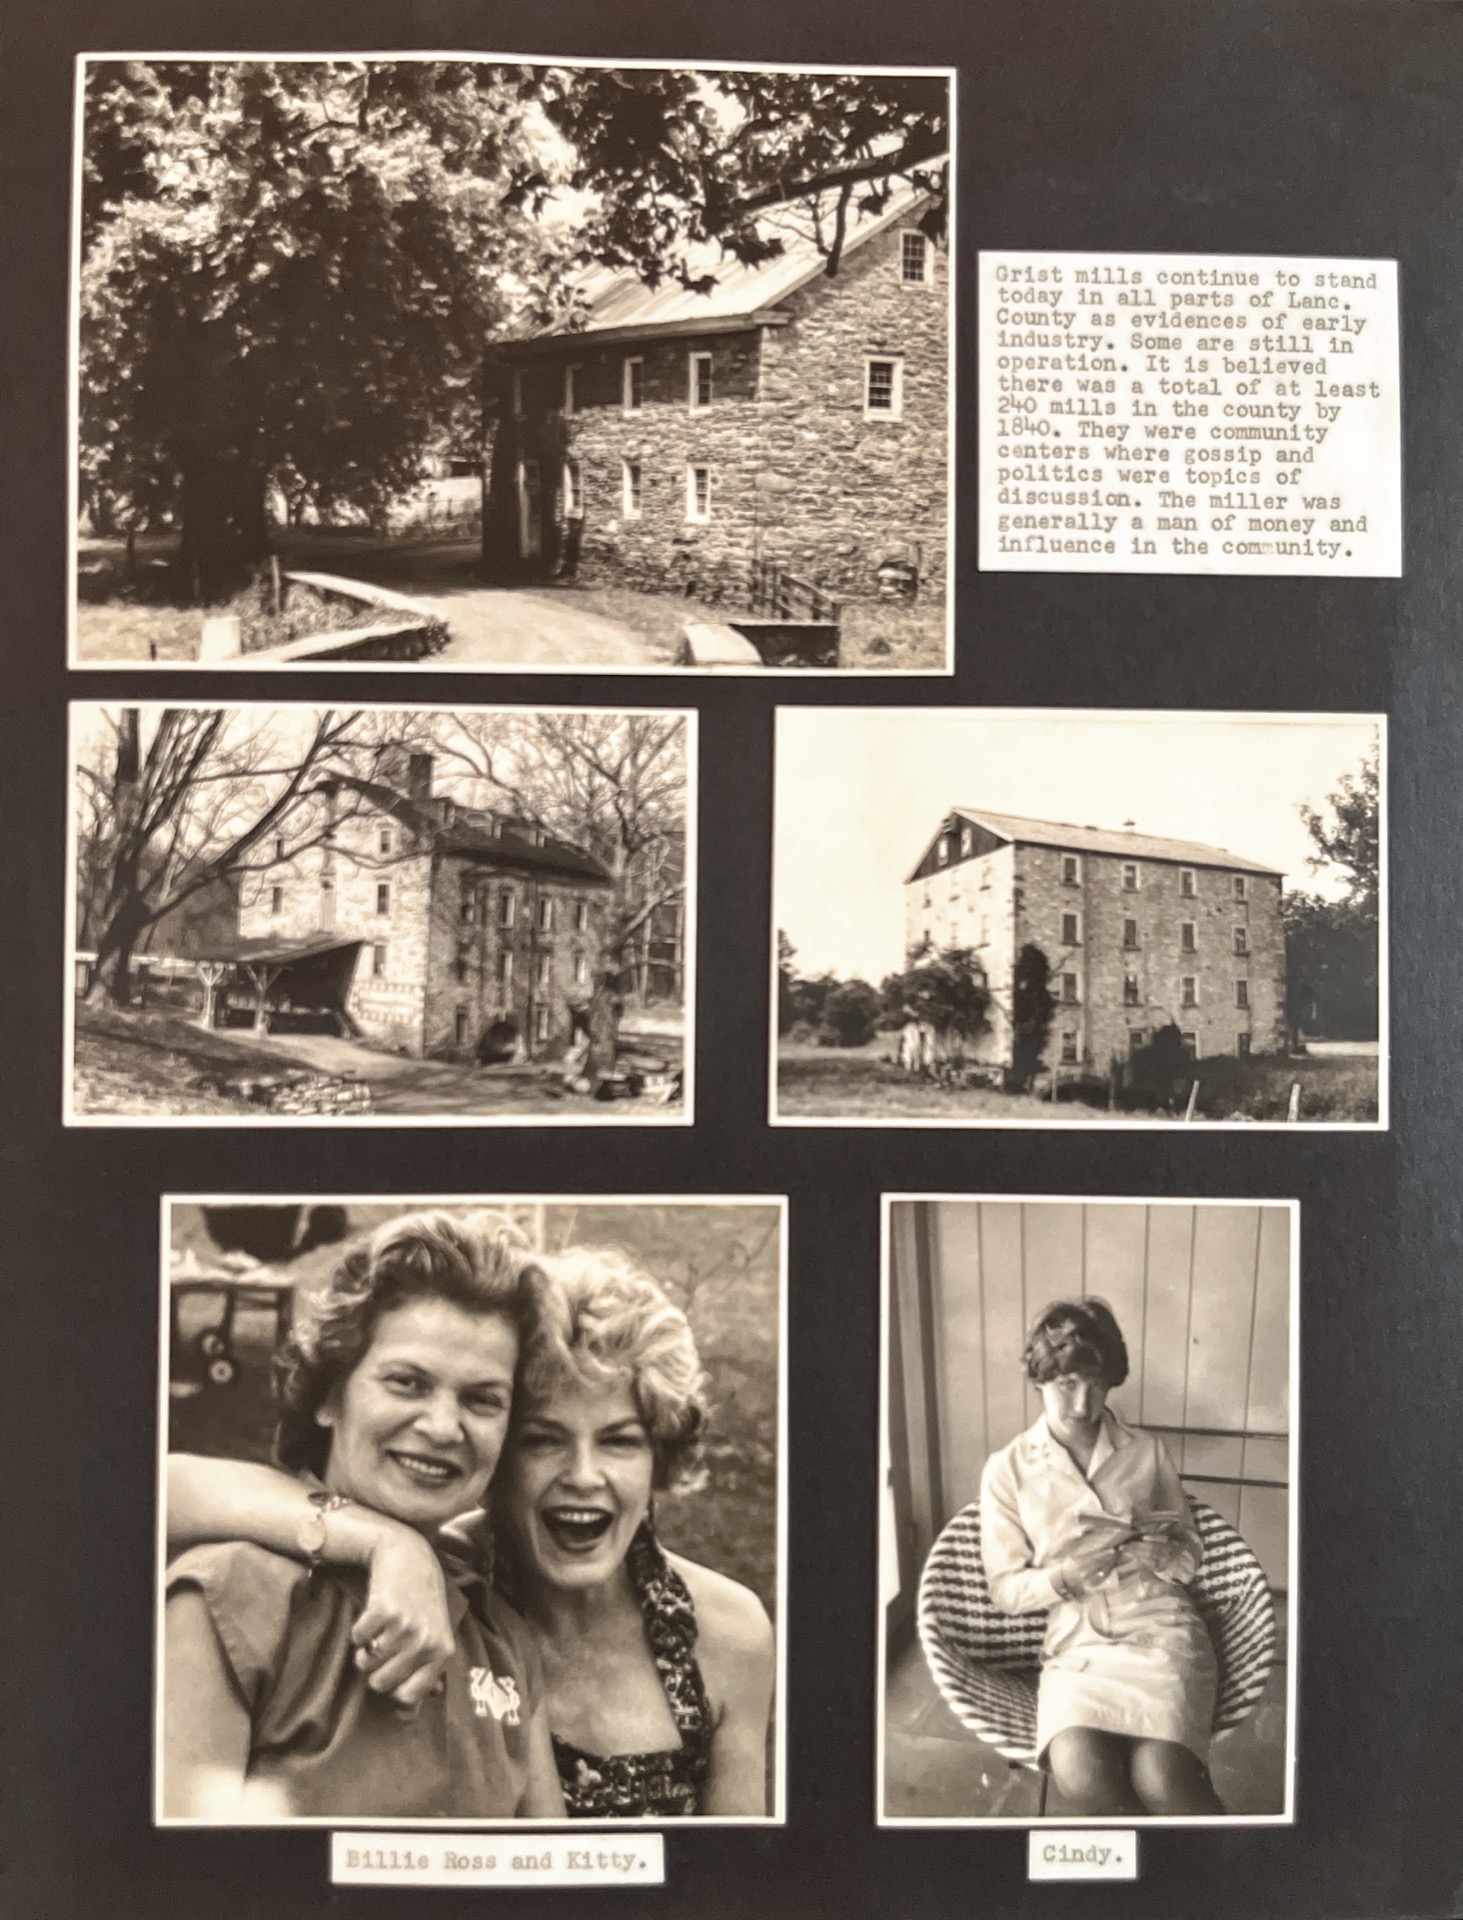 Grist mills continue to stand
today in all parts of Lanc.
County as evidences of early
industry. Some are still in
operation. It is believed
there was a total of at least
240 mills in the county by
1840. They were community
centers where gossip and
politics were topics of
discussion. The miller was
generally a man of money and
influence in the community.
Billie Ross and Kitty.
Cindy.